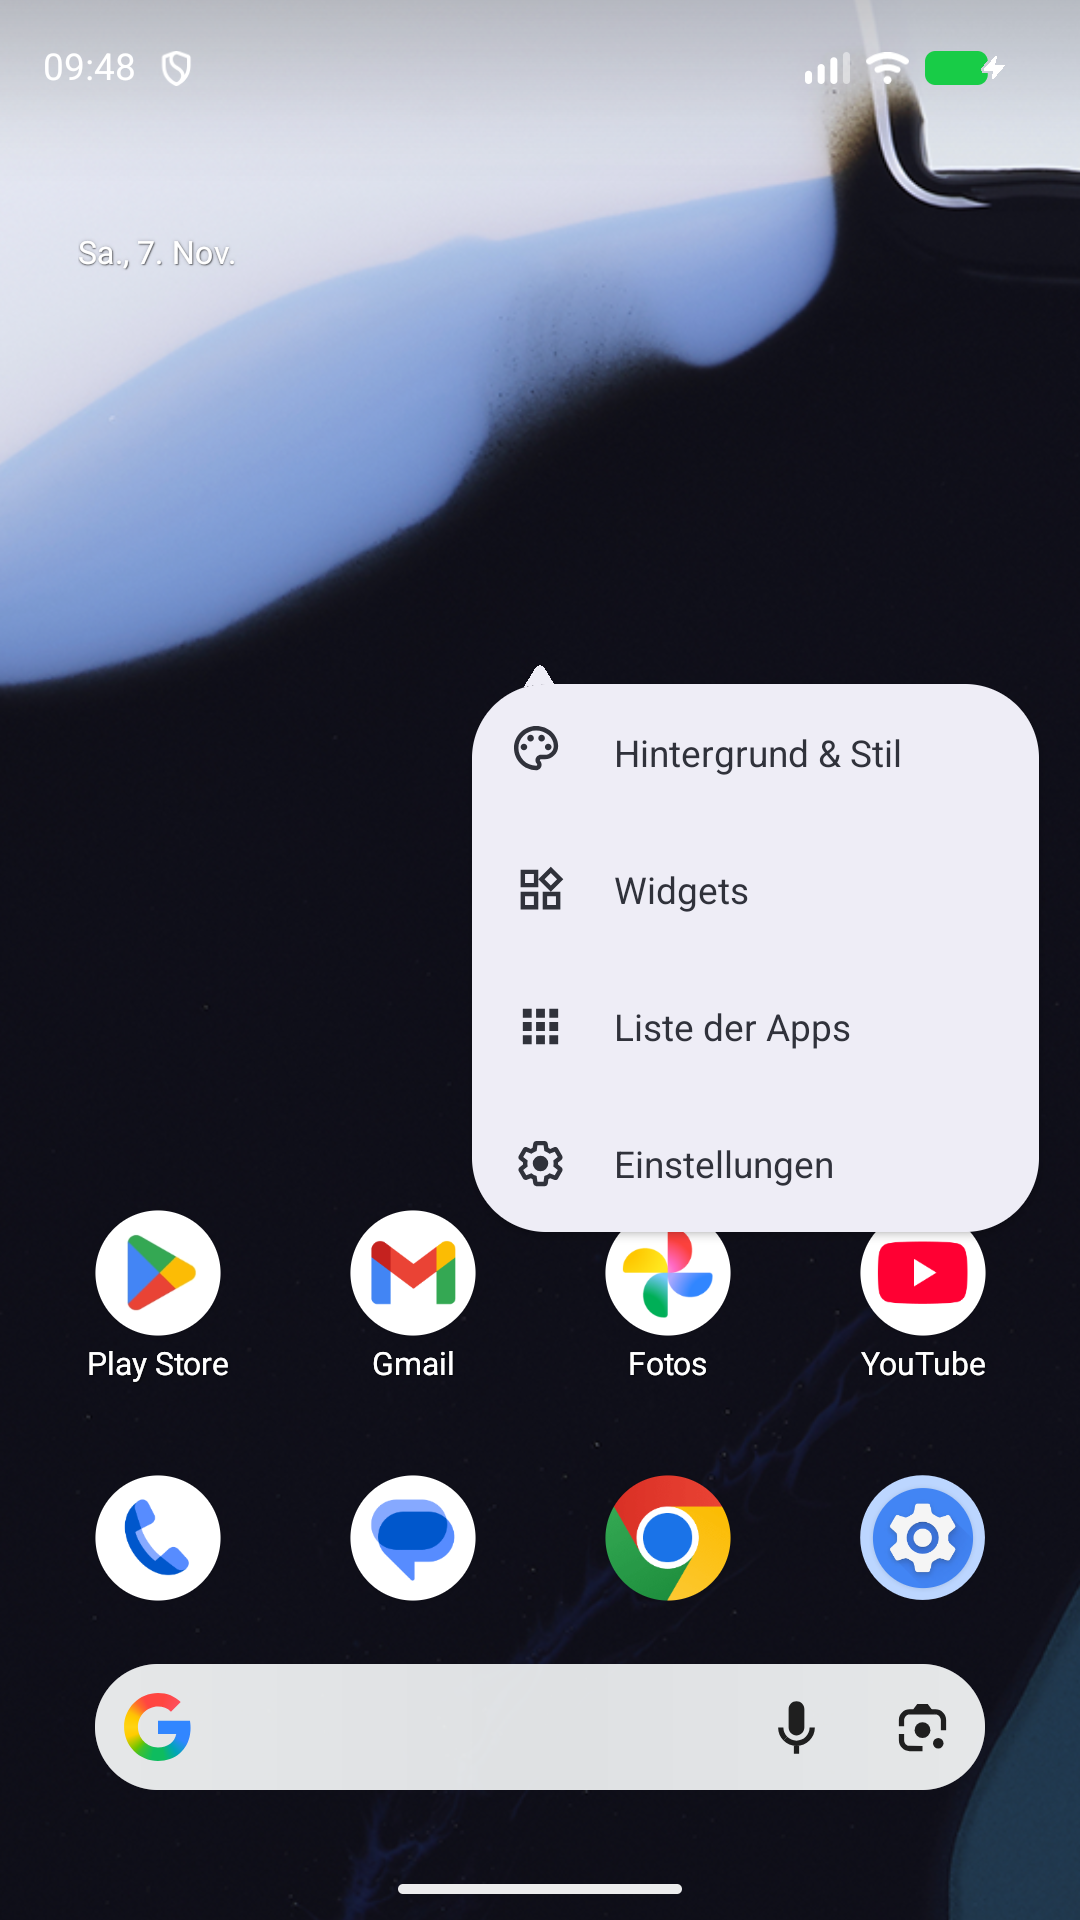 09:48
Sa., 7. Nov.
Hintergrund & Stil
Widgets
Liste der Apps
Einstellungen
Play Store
Gmail
Fotos
YouTube